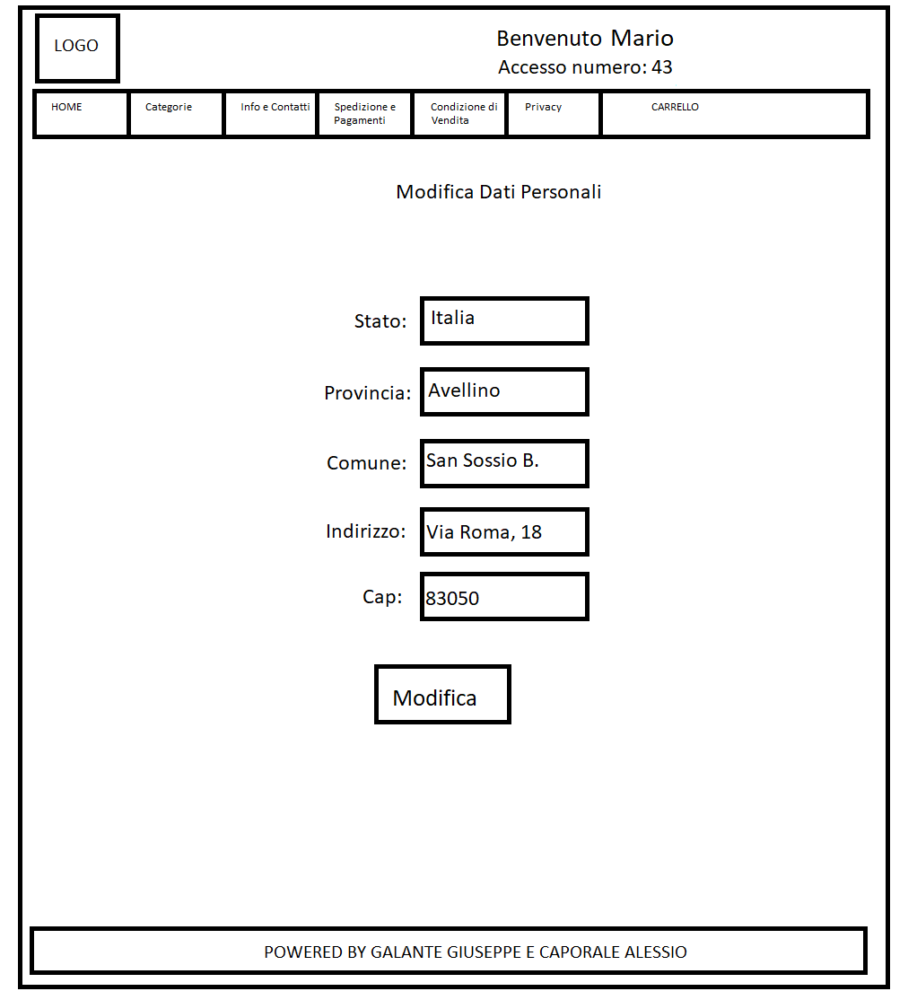 LOGO
Benvenuto Mario
Accesso numero: 43
HOME
Categorie
Info e Contatti
Spedizione e
Pagamenti
Condizione di
Vendita
Privacy
CARRELLO
Modifica Dati Personali
Stato: Italia
Provincia: Avellino
Comune: San Sossio B.
Indirizzo: Via Roma, 18
Cap: 83050
Modifica
POWERED BY GALANTE GIUSEPPE E CAPORALE ALESSIO